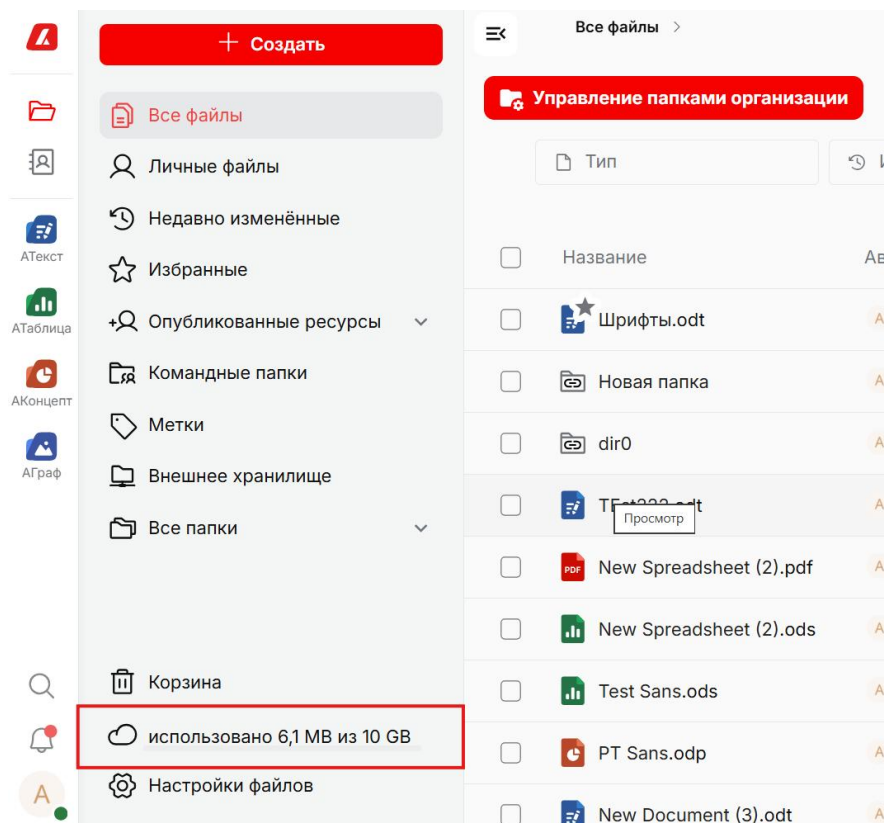 Создать
Все файлы
Личные файлы
Недавно изменённые
Избранные
Опубликованные ресурсы
Командные папки
Метки
Внешнее хранилище
Все папки
Корзина
использовано 6,1 MB из 10 GB
Настройки файлов
АТекст
АТаблица
АКонцепт
АГраф
А
Все файлы
Управление папками организации
Тип
Название
Шрифты.odt
Новая папка
dir0
Просмотр
PDF New Spreadsheet (2).pdf
New Spreadsheet (2).ods
Test Sans.ods
PT Sans.odp
New Document (3).odt